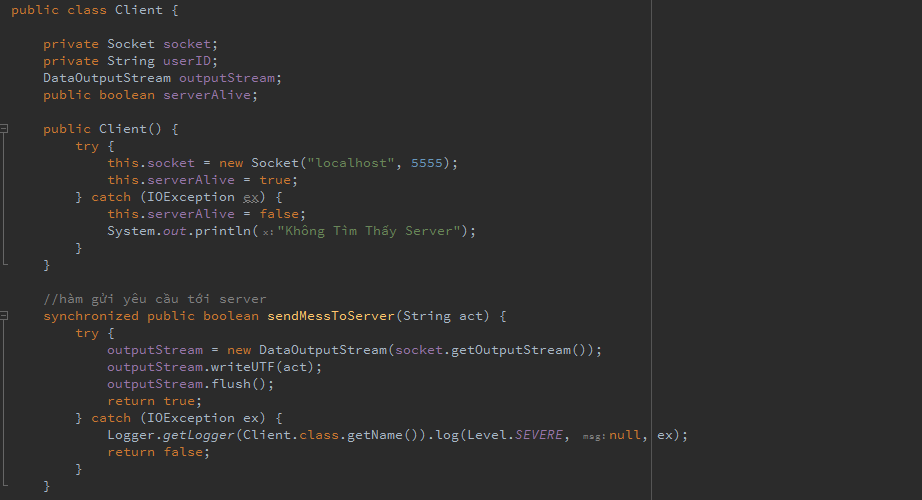 public class Client {
private Socket socket;
private String userID;
DataOutputStream outputStream;
public boolean serverAlive;
public Client() {
try {
this.socket = new Socket("localhost", 5555);
this.serverAlive = true;
} catch (IOException ex) {
this.serverAlive = false;
System.out.println( x: "Không Tìm Thấy Server");
}
}
//hàm gửi yêu cầu tới server
synchronized public boolean sendMessToServer(String act) {
try {
outputStream = new DataOutputStream(socket.getOutputStream());
outputStream.writeUTF(act);
outputStream.flush();
return true;
} catch (IOException ex) {
Logger.getLogger(Client.class.getName()).log(Level.SEVERE, msg: null, ex);
return false;
}
}